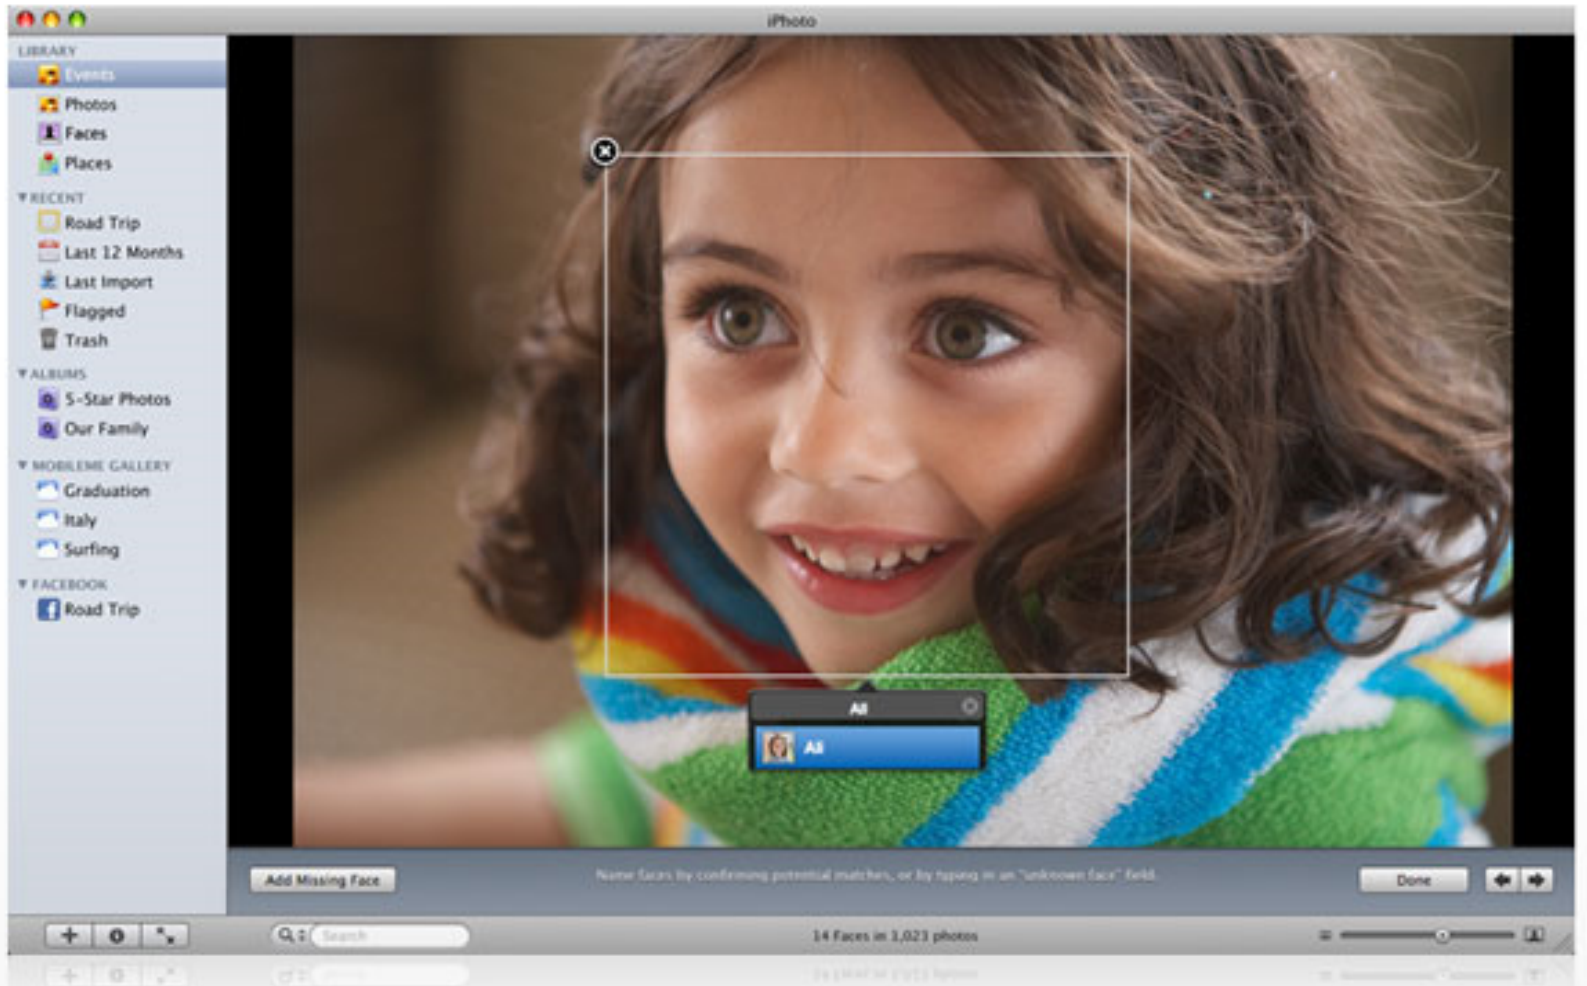 iPhoto
LIBRARY
Events
Photos
Faces
Places
RECENT
Road Trip
Last 12 Months
Last Import
Flagged
Trash
ALBUMS
5-Star Photos
Our Family
MOBILEME GALLERY
Graduation
Italy
Surfing
FACEBOOK
Road Trip
Ali
Ali
Add Missing Face
Name faces by confirming potential matches, or by typing in an "unknown face" field.
Done
Search
14 Faces in 1,023 photos